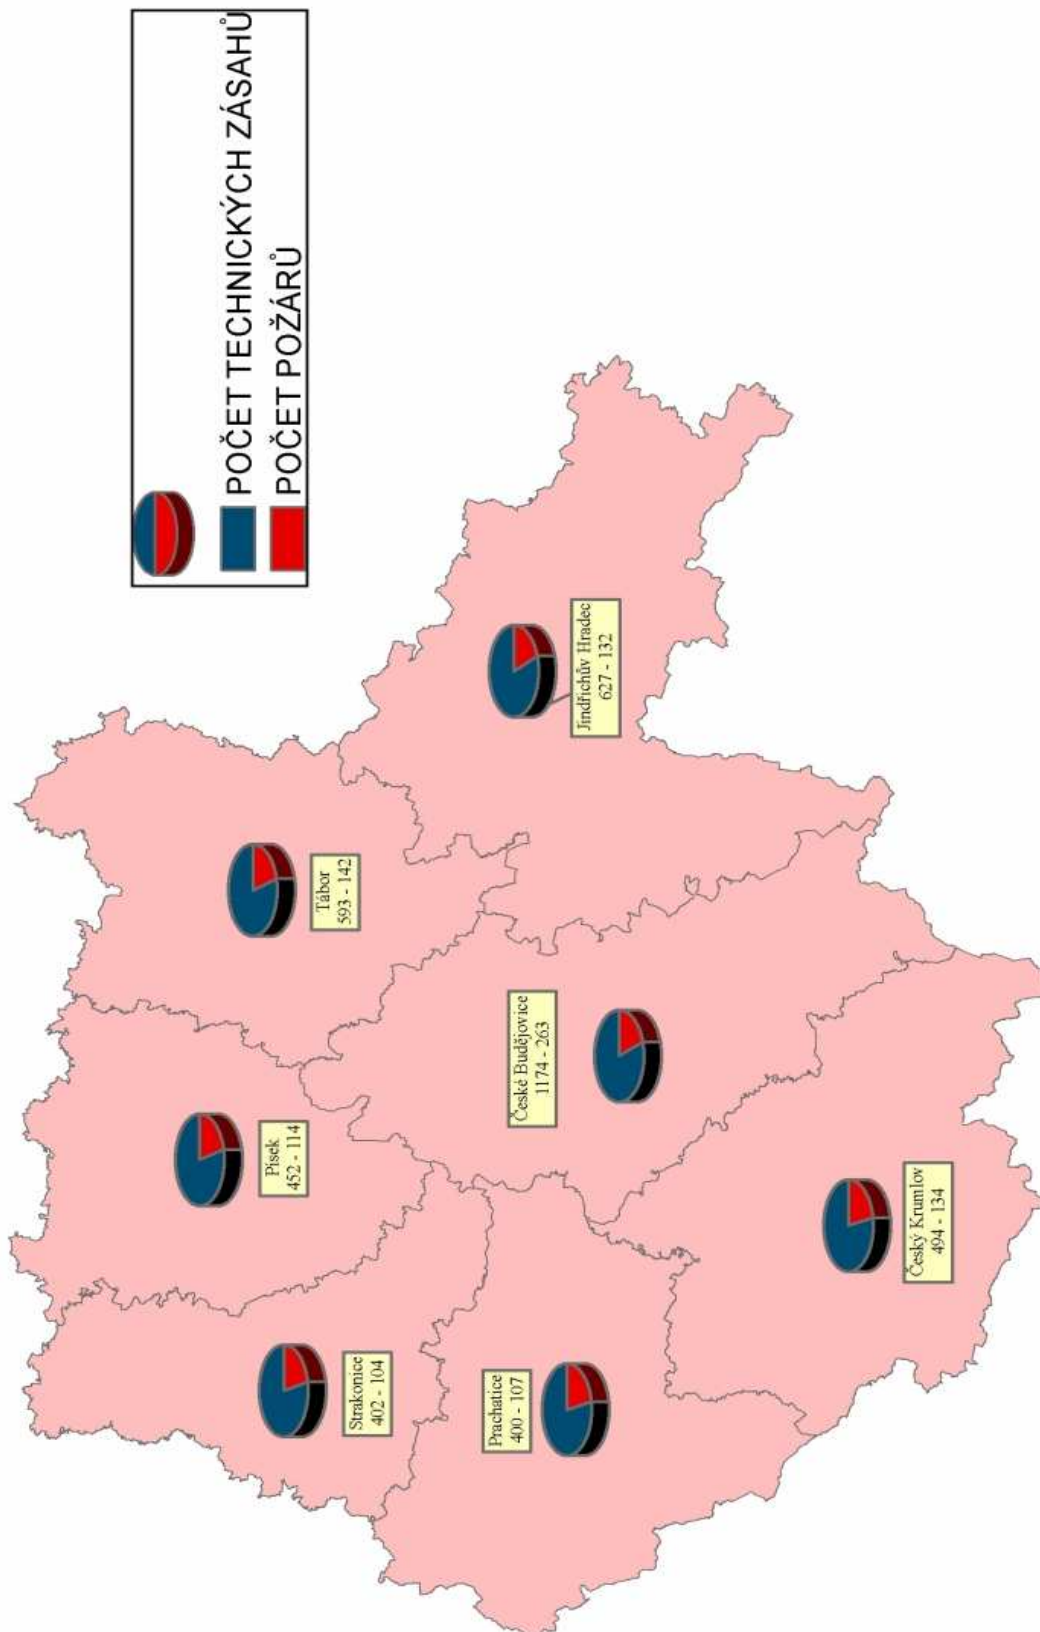 POČET TECHNICKÝCH ZÁSAHŮ
POČET POŽÁRŮ
Strakonice
402 - 104
Písek
452 - 114
Tábor
593 - 142
Prachatice
400 - 107
České Budějovice
1174 - 263
Jindřichův Hradec
627 - 132
Český Krumlov
494 - 134